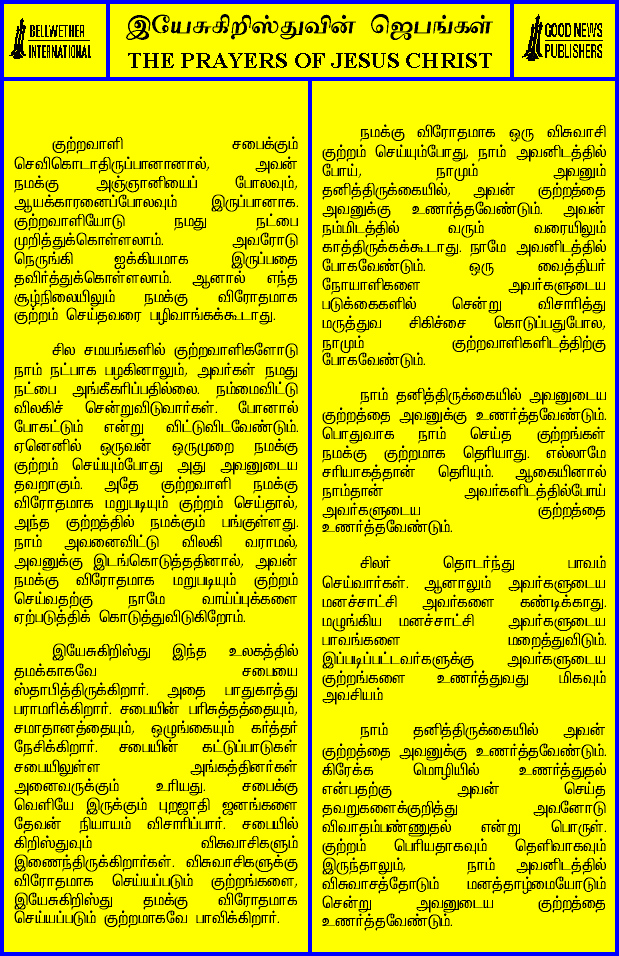 BELLWETHER
INTERNATIONAL
இயேசுகிறிஸ்துவின் ஜெபங்கள்
THE PRAYERS OF JESUS CHRIST
GOOD NEWS
PUBLISHERS
குற்றவாளி சபைக்கும்
செவிகொடாதிருப்பானானால், அவன்
நமக்கு அஞ்ஞானியைப் போலவும்,
ஆயக்காரனைப்போலவும் இருப்பானாக.
குற்றவாளியோடு நமது நட்பை
முறித்துக்கொள்ளலாம். அவரோடு
நெருங்கி ஐக்கியமாக இருப்பதை
தவிர்த்துக்கொள்ளலாம். ஆனால் எந்த
சூழ்நிலையிலும் நமக்கு விரோதமாக
குற்றம் செய்தவரை பழிவாங்கக்கூடாது.
சில சமயங்களில் குற்றவாளிகளோடு
நாம் நட்பாக பழகினாலும், அவர்கள் நமது
நட்பை அங்கீகரிப்பதில்லை. நம்மைவிட்டு
விலகிச் சென்றுவிடுவார்கள். போனால்
போகட்டும் என்று விட்டுவிடவேண்டும்.
ஏனெனில் ஒருவன் ஒருமுறை நமக்கு
குற்றம் செய்யும்போது அது அவனுடைய
தவறாகும். அதே குற்றவாளி நமக்கு
விரோதமாக மறுபடியும் குற்றம் செய்தால்,
அந்த குற்றத்தில் நமக்கும் பங்குள்ளது.
நாம் அவனைவிட்டு விலகி வராமல்,
அவனுக்கு இடங்கொடுத்ததினால், அவன்
நமக்கு விரோதமாக மறுபடியும் குற்றம்
செய்வதற்கு நாமே வாய்ப்புக்களை
ஏற்படுத்திக் கொடுத்துவிடுகிறோம்.
இயேசுகிறிஸ்து இந்த உலகத்தில்
தமக்காகவே சபையை
ஸ்தாபித்திருக்கிறார். அதை பாதுகாத்து
பராமரிக்கிறார். சபையின் பரிசுத்தத்தையும்,
சமாதானத்தையும், ஒழுங்கையும் கர்த்தர்
நேசிக்கிறார். சபையின் கட்டுப்பாடுகள்
சபையிலுள்ள அங்கத்தினர்கள்
அனைவருக்கும் உரியது. சபைக்கு
வெளியே இருக்கும் புறஜாதி ஜனங்களை
தேவன் நியாயம் விசாரிப்பார். சபையில்
கிறிஸ்துவும் விசுவாசிகளும்
இணைந்திருக்கிறார்கள். விசுவாசிகளுக்கு
விரோதமாக செய்யப்படும் குற்றங்களை,
இயேசுகிறிஸ்து தமக்கு விரோதமாக
செய்யப்படும் குற்றமாகவே பாவிக்கிறார்.
நமக்கு விரோதமாக ஒரு விசுவாசி
குற்றம் செய்யும்போது, நாம் அவனிடத்தில்
போய், நாமும் அவனும்
தனித்திருக்கையில், அவன் குற்றத்தை
அவனுக்கு உணர்த்தவேண்டும். அவன்
நம்மிடத்தில் வரும் வரையிலும்
காத்திருக்கக்கூடாது. நாமே அவனிடத்தில்
போகவேண்டும். ஒரு வைத்தியர்
நோயாளிகளை அவர்களுடைய
படுக்கைகளில் சென்று விசாரித்து
மருத்துவ சிகிச்சை கொடுப்பதுபோல,
நாமும் குற்றவாளிகளிடத்திற்கு
போகவேண்டும்.
நாம் தனித்திருக்கையில் அவனுடைய
குற்றத்தை அவனுக்கு உணர்த்தவேண்டும்.
பொதுவாக நாம் செய்த குற்றங்கள்
நமக்கு குற்றமாக தெரியாது. எல்லாமே
சரியாகத்தான் தெரியும். ஆகையினால்
நாம்தான் அவர்களிடத்தில்போய்
அவர்களுடைய குற்றத்தை
உணர்த்தவேண்டும்.
சிலர் தொடர்ந்து பாவம்
செய்வார்கள். ஆனாலும் அவர்களுடைய
மனச்சாட்சி அவர்களை கண்டிக்காது.
மழுங்கிய மனச்சாட்சி அவர்களுடைய
பாவங்களை மறைத்துவிடும்.
இப்படிப்பட்டவர்களுக்கு அவர்களுடைய
குற்றங்களை உணர்த்துவது மிகவும்
அவசியம்
நாம் தனித்திருக்கையில் அவன்
குற்றத்தை அவனுக்கு உணர்த்தவேண்டும்.
கிரேக்க மொழியில் உணர்த்துதல்
என்பதற்கு அவன் செய்த
தவறுகளைக்குறித்து அவனோடு
விவாதம்பண்ணுதல் என்று பொருள்.
குற்றம் பெரியதாகவும் தெளிவாகவும்
இருந்தாலும், நாம் அவனிடத்தில்
விசுவாசத்தோடும் மனத்தாழ்மையோடும்
சென்று அவனுடைய குற்றத்தை
உணர்த்தவேண்டும்.